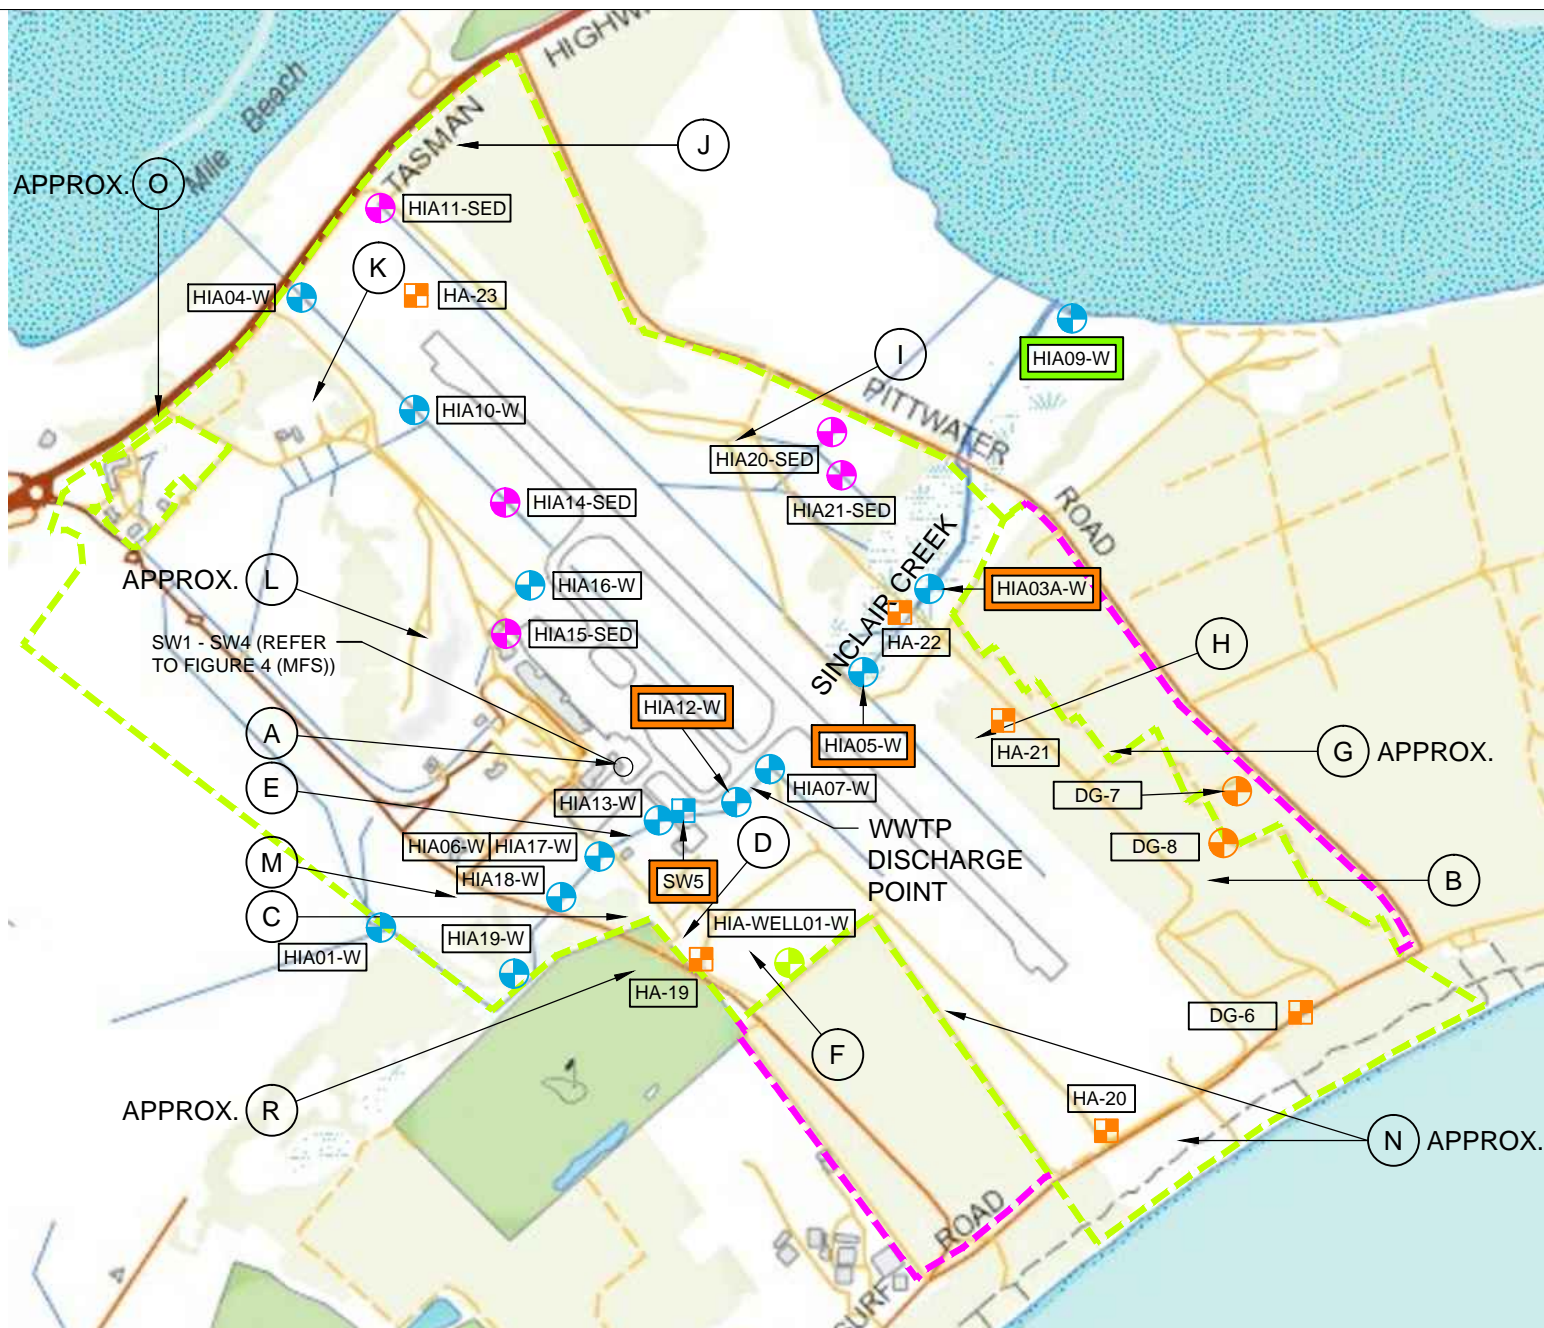 HIGHW
Mile Beach
TASMAN
J
APPROX. O
HIA11-SED
K
HIA04-W
HA-23
I
HIA09-W
PITTWATER
HIA10-W
HIA20-SED
HIA14-SED
HIA21-SED
ROAD
SINCLAIR CREEK
APPROX. L
HIA16-W
HIA03A-W
HIA15-SED
HA-22
H
SW1 - SW4 (REFER
TO FIGURE 4 (MFS))
HIA12-W
A
HIA05-W
HA-21
G APPROX.
E
HIA13-W
HIA07-W
DG-7
WWTP
DISCHARGE
POINT
HIA06-W HIA17-W
D
DG-8
M
HIA18-W
SW5
B
C
HIA-WELL01-W
HIA19-W
HIA01-W
HA-19
DG-6
F
APPROX. R
HA-20
N APPROX.
ROAD
SURF